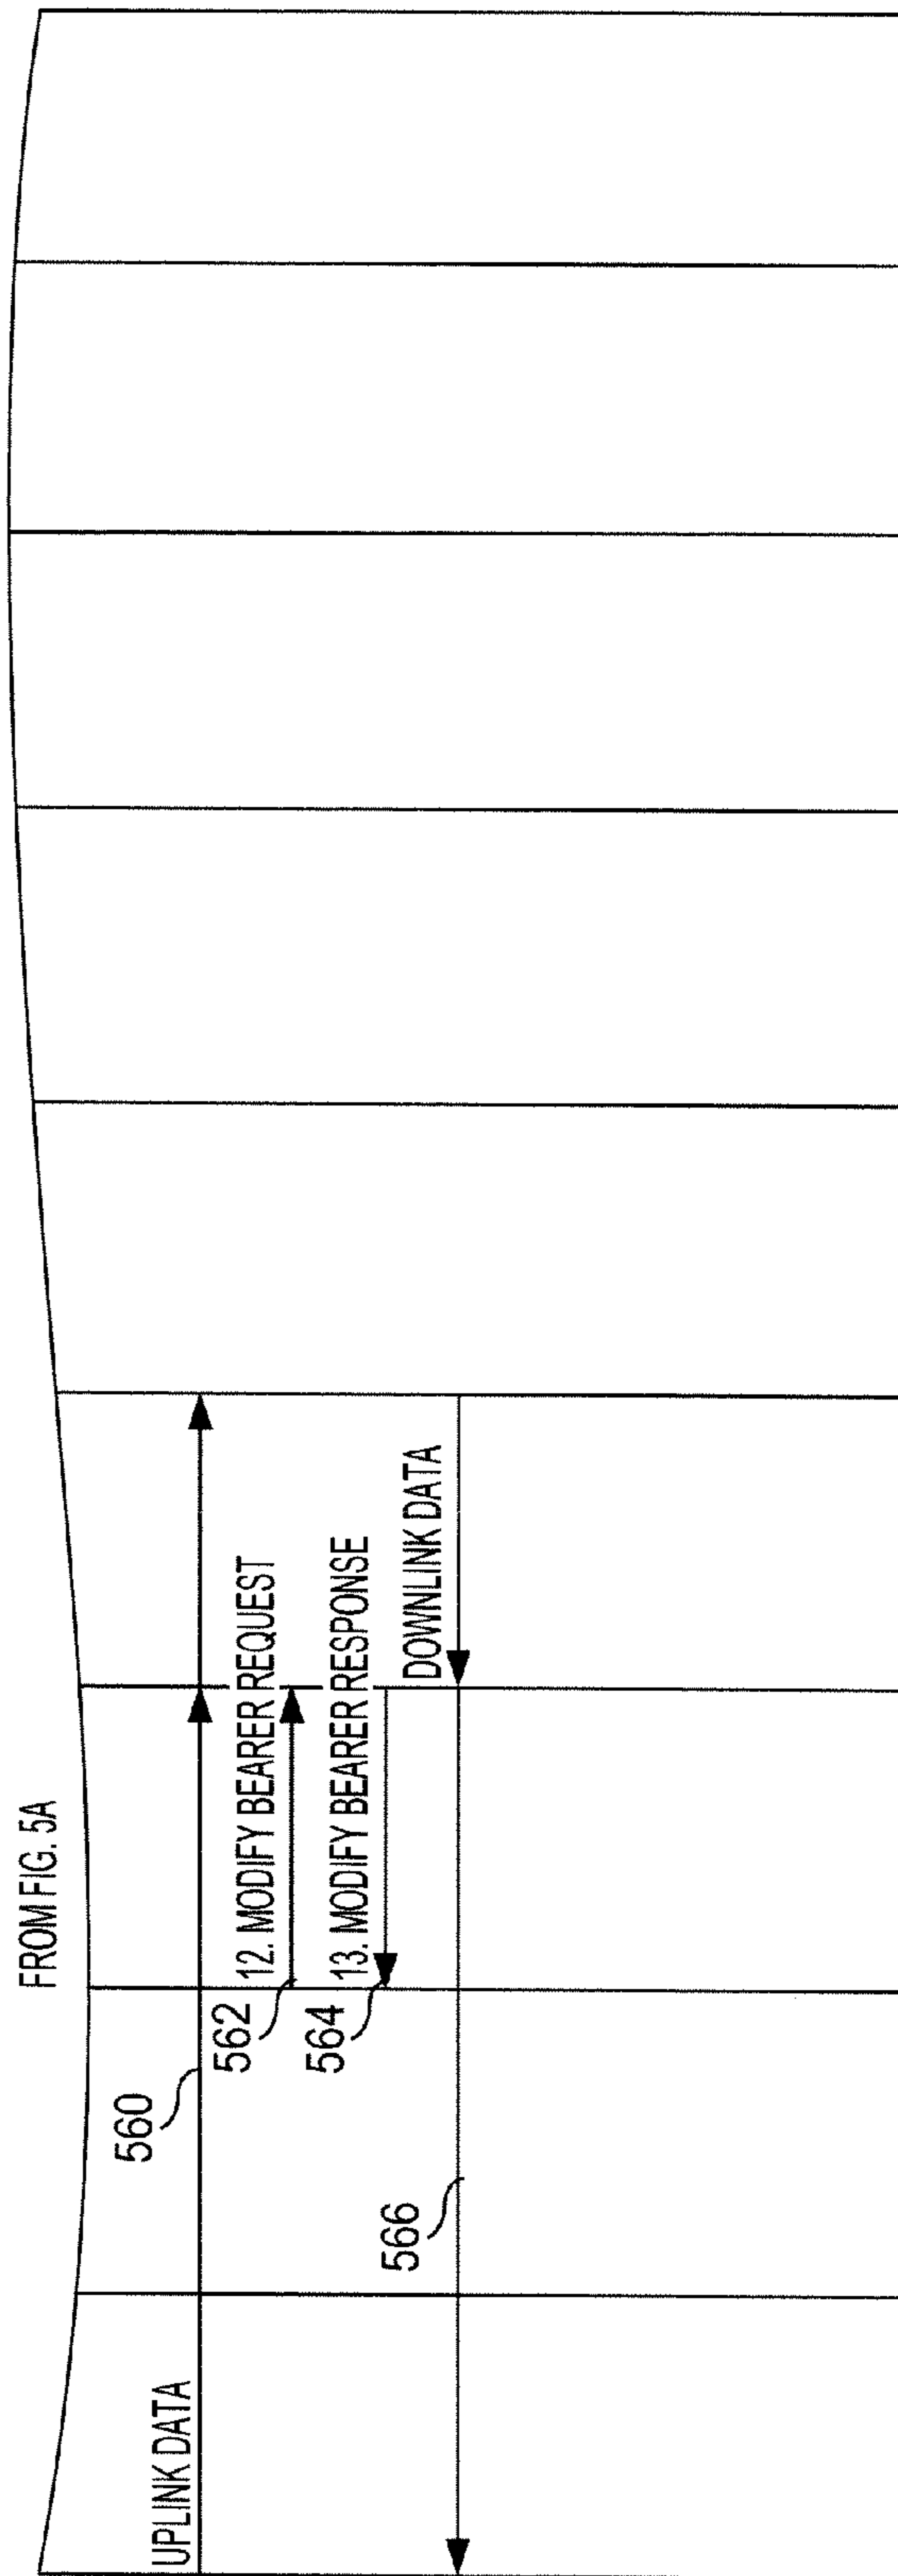 FROM FIG. 5A
UPLINK DATA
560
12. MODIFY BEARER REQUEST
562
13. MODIFY BEARER RESPONSE
564
DOWNLINK DATA
566